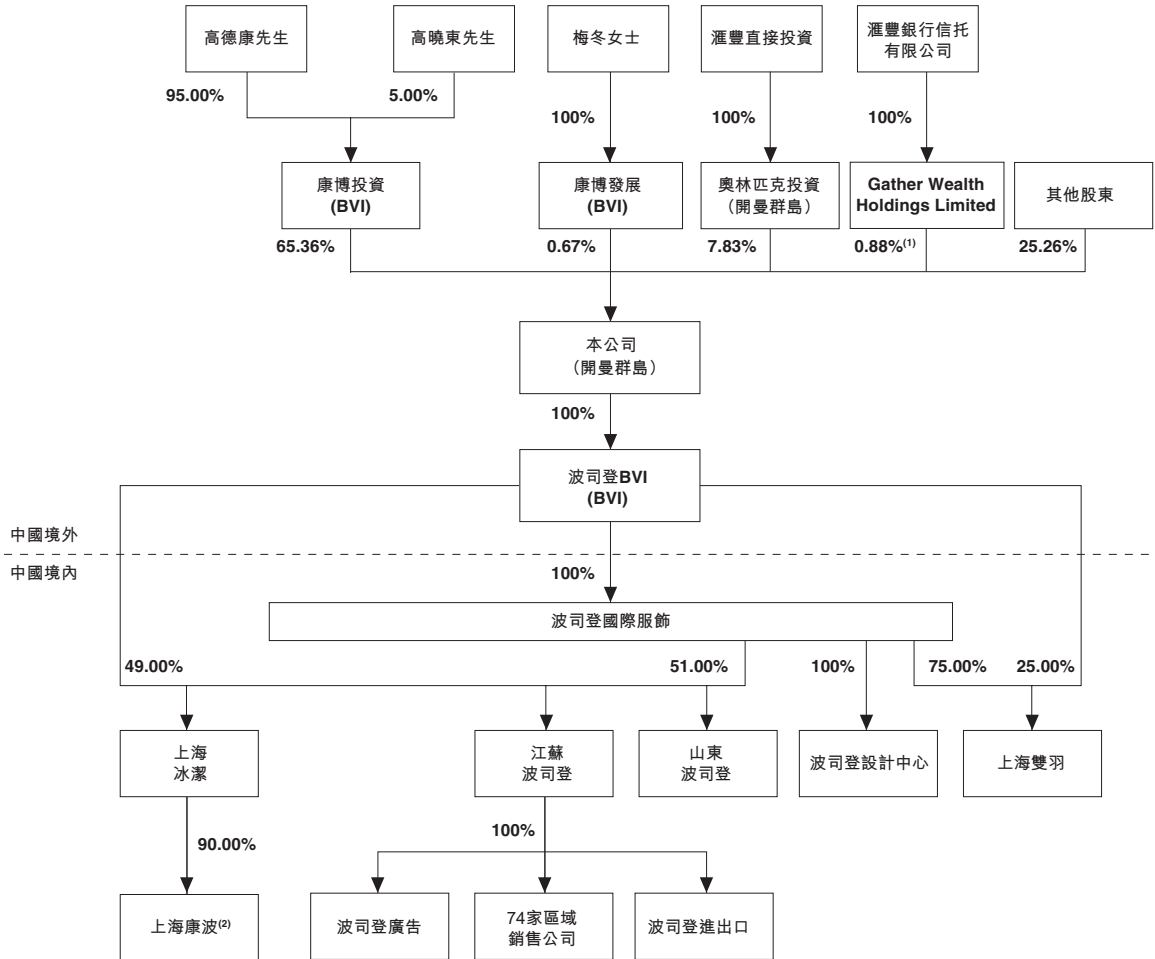 高德康先生
高曉東先生
梅冬女士
滙豐直接投資
滙豐銀行信托
有限公司
95.00%
5.00%
100%
100%
100%
康博投資
(BVI)
康博發展
(BVI)
奧林匹克投資
（開曼群島）
Gather Wealth
Holdings Limited
其他股東
65.36%
0.67%
7.83%
0.88%(1)
25.26%
本公司
（開曼群島）
100%
波司登BVI
(BVI)
中國境外
中國境內
100%
波司登國際服飾
49.00%
51.00%
100%
75.00%
25.00%
上海
冰潔
江蘇
波司登
山東
波司登
波司登設計中心
上海雙羽
90.00%
100%
上海康波(2)
波司登廣告
74家區域
銷售公司
波司登進出口